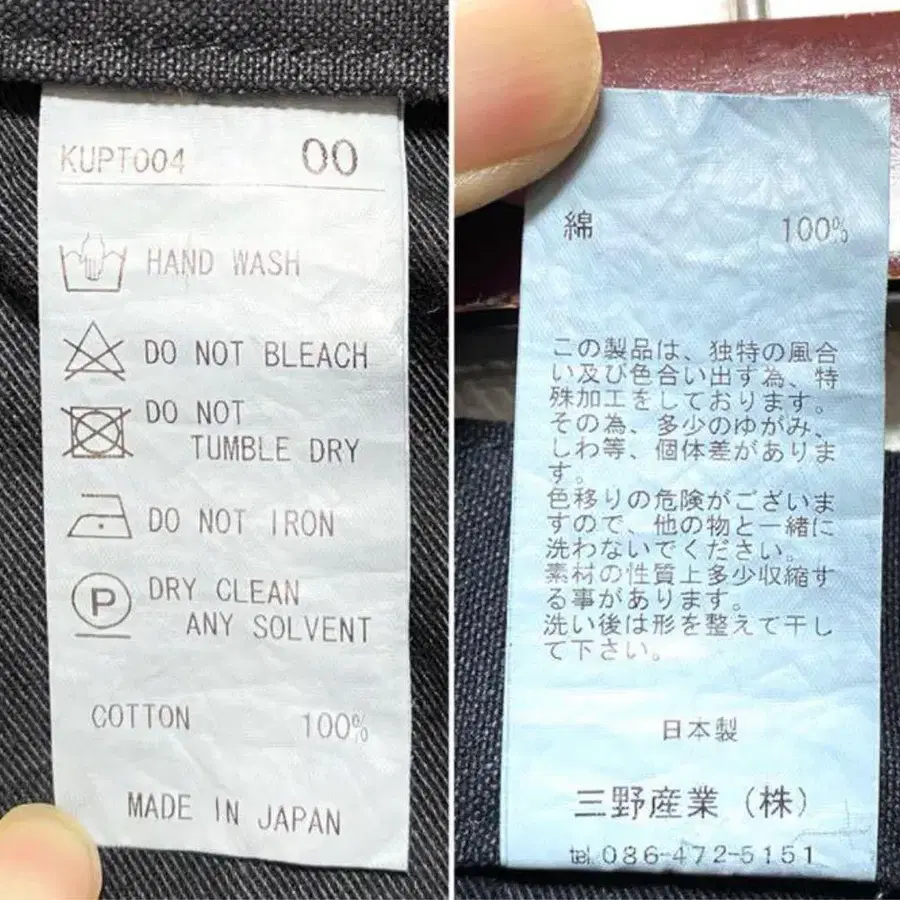 KUPT004 00
HAND WASH
DO NOT BLEACH
DO NOT
TUMBLE DRY
DO NOT IRON
P
DRY CLEAN
ANY SOLVENT
COTTON 100%
MADE IN JAPAN
綿 100%
この製品は、独特の風合
い及び色合い出す為、特
殊加工をしております。
その為、多少のゆがみ、
しわ等、個体差がありま
す。
色移りの危険がございま
すので、他の物と一緒に
洗わないでください。
素材の性質上多少収縮す
る事があります。
洗い後は形を整えて干し
て下さい。
日本製
三野産業(株)
tel 086-472-5151